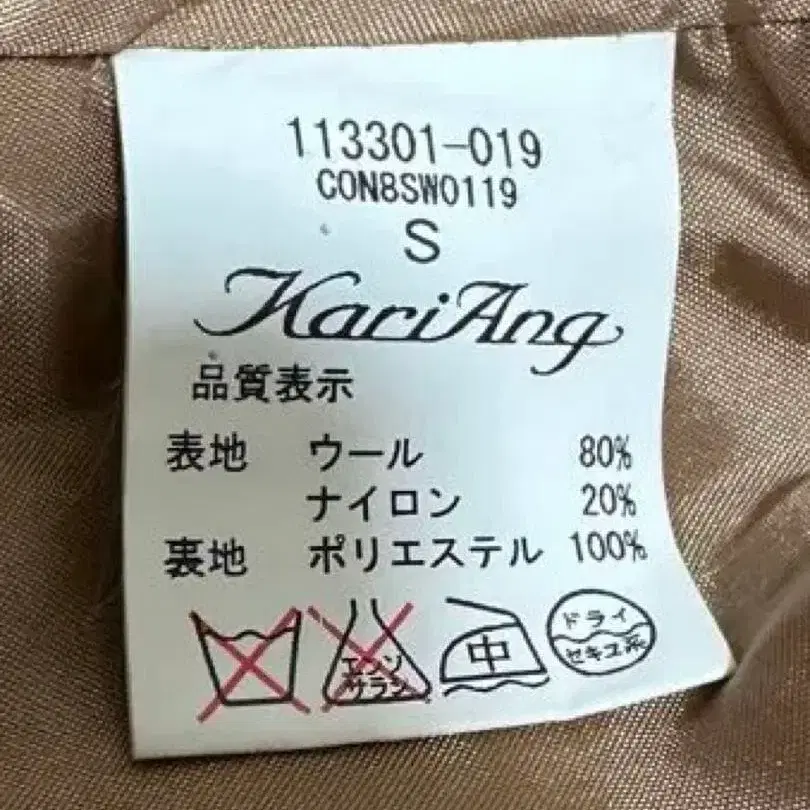 113301-019
CON8SW0119
S
KariAng
品質表示
表地 ウール 80%
ナイロン 20%
裏地 ポリエステル 100%
エンソ
サラシ
中
ドライ
セキユ系